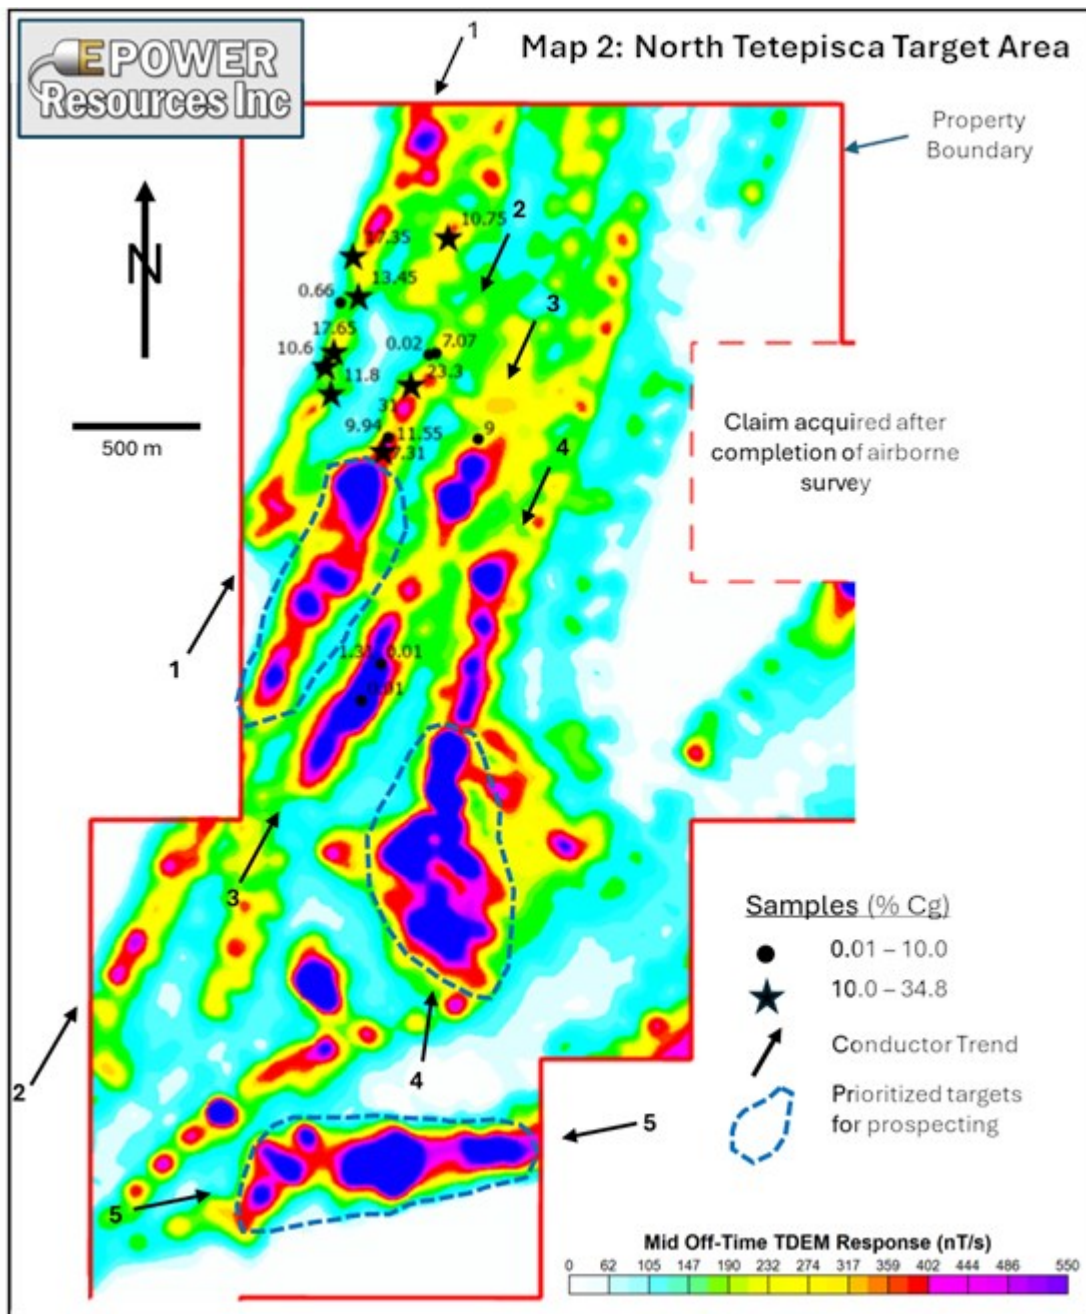 EPOWER
Resources Inc
1
Map 2: North Tetepisca Target Area
Property
Boundary
N
2
10.75
17.35
13.45
3
0.66
17.65
0.02
7.07
10.6
11.8
23.3
31
Claim acquired after
completion of airborne
survey
500 m
9.94
11.55
9
7.31
4
1
1.31
0.01
3
Samples (% Cg)
0.01 – 10.0
10.0 – 34.8
Conductor Trend
2
4
Prioritized targets
for prospecting
5
5
Mid Off-Time TDEM Response (nT/s)
0 62 105 147 190 232 274 317 359 402 444 486 550